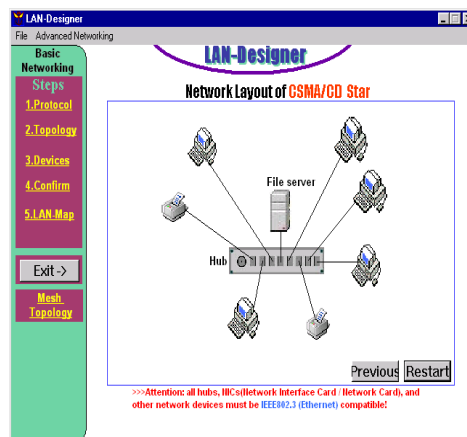 LAN-Designer
File Advanced Networking
Basic
Networking
Steps
1.Protocol
2.Topology
3.Devices
4.Confirm
5.LAN-Map
Exit ->
Mesh
Topology
LAN-Designer
Network Layout of CSMA/CD Star
File server
Hub
Previous Restart
>>>Attention: all hubs, NICs(Network Interface Card / Network Card), and
other network devices must be IEEE802.3 (Ethernet) compatible!